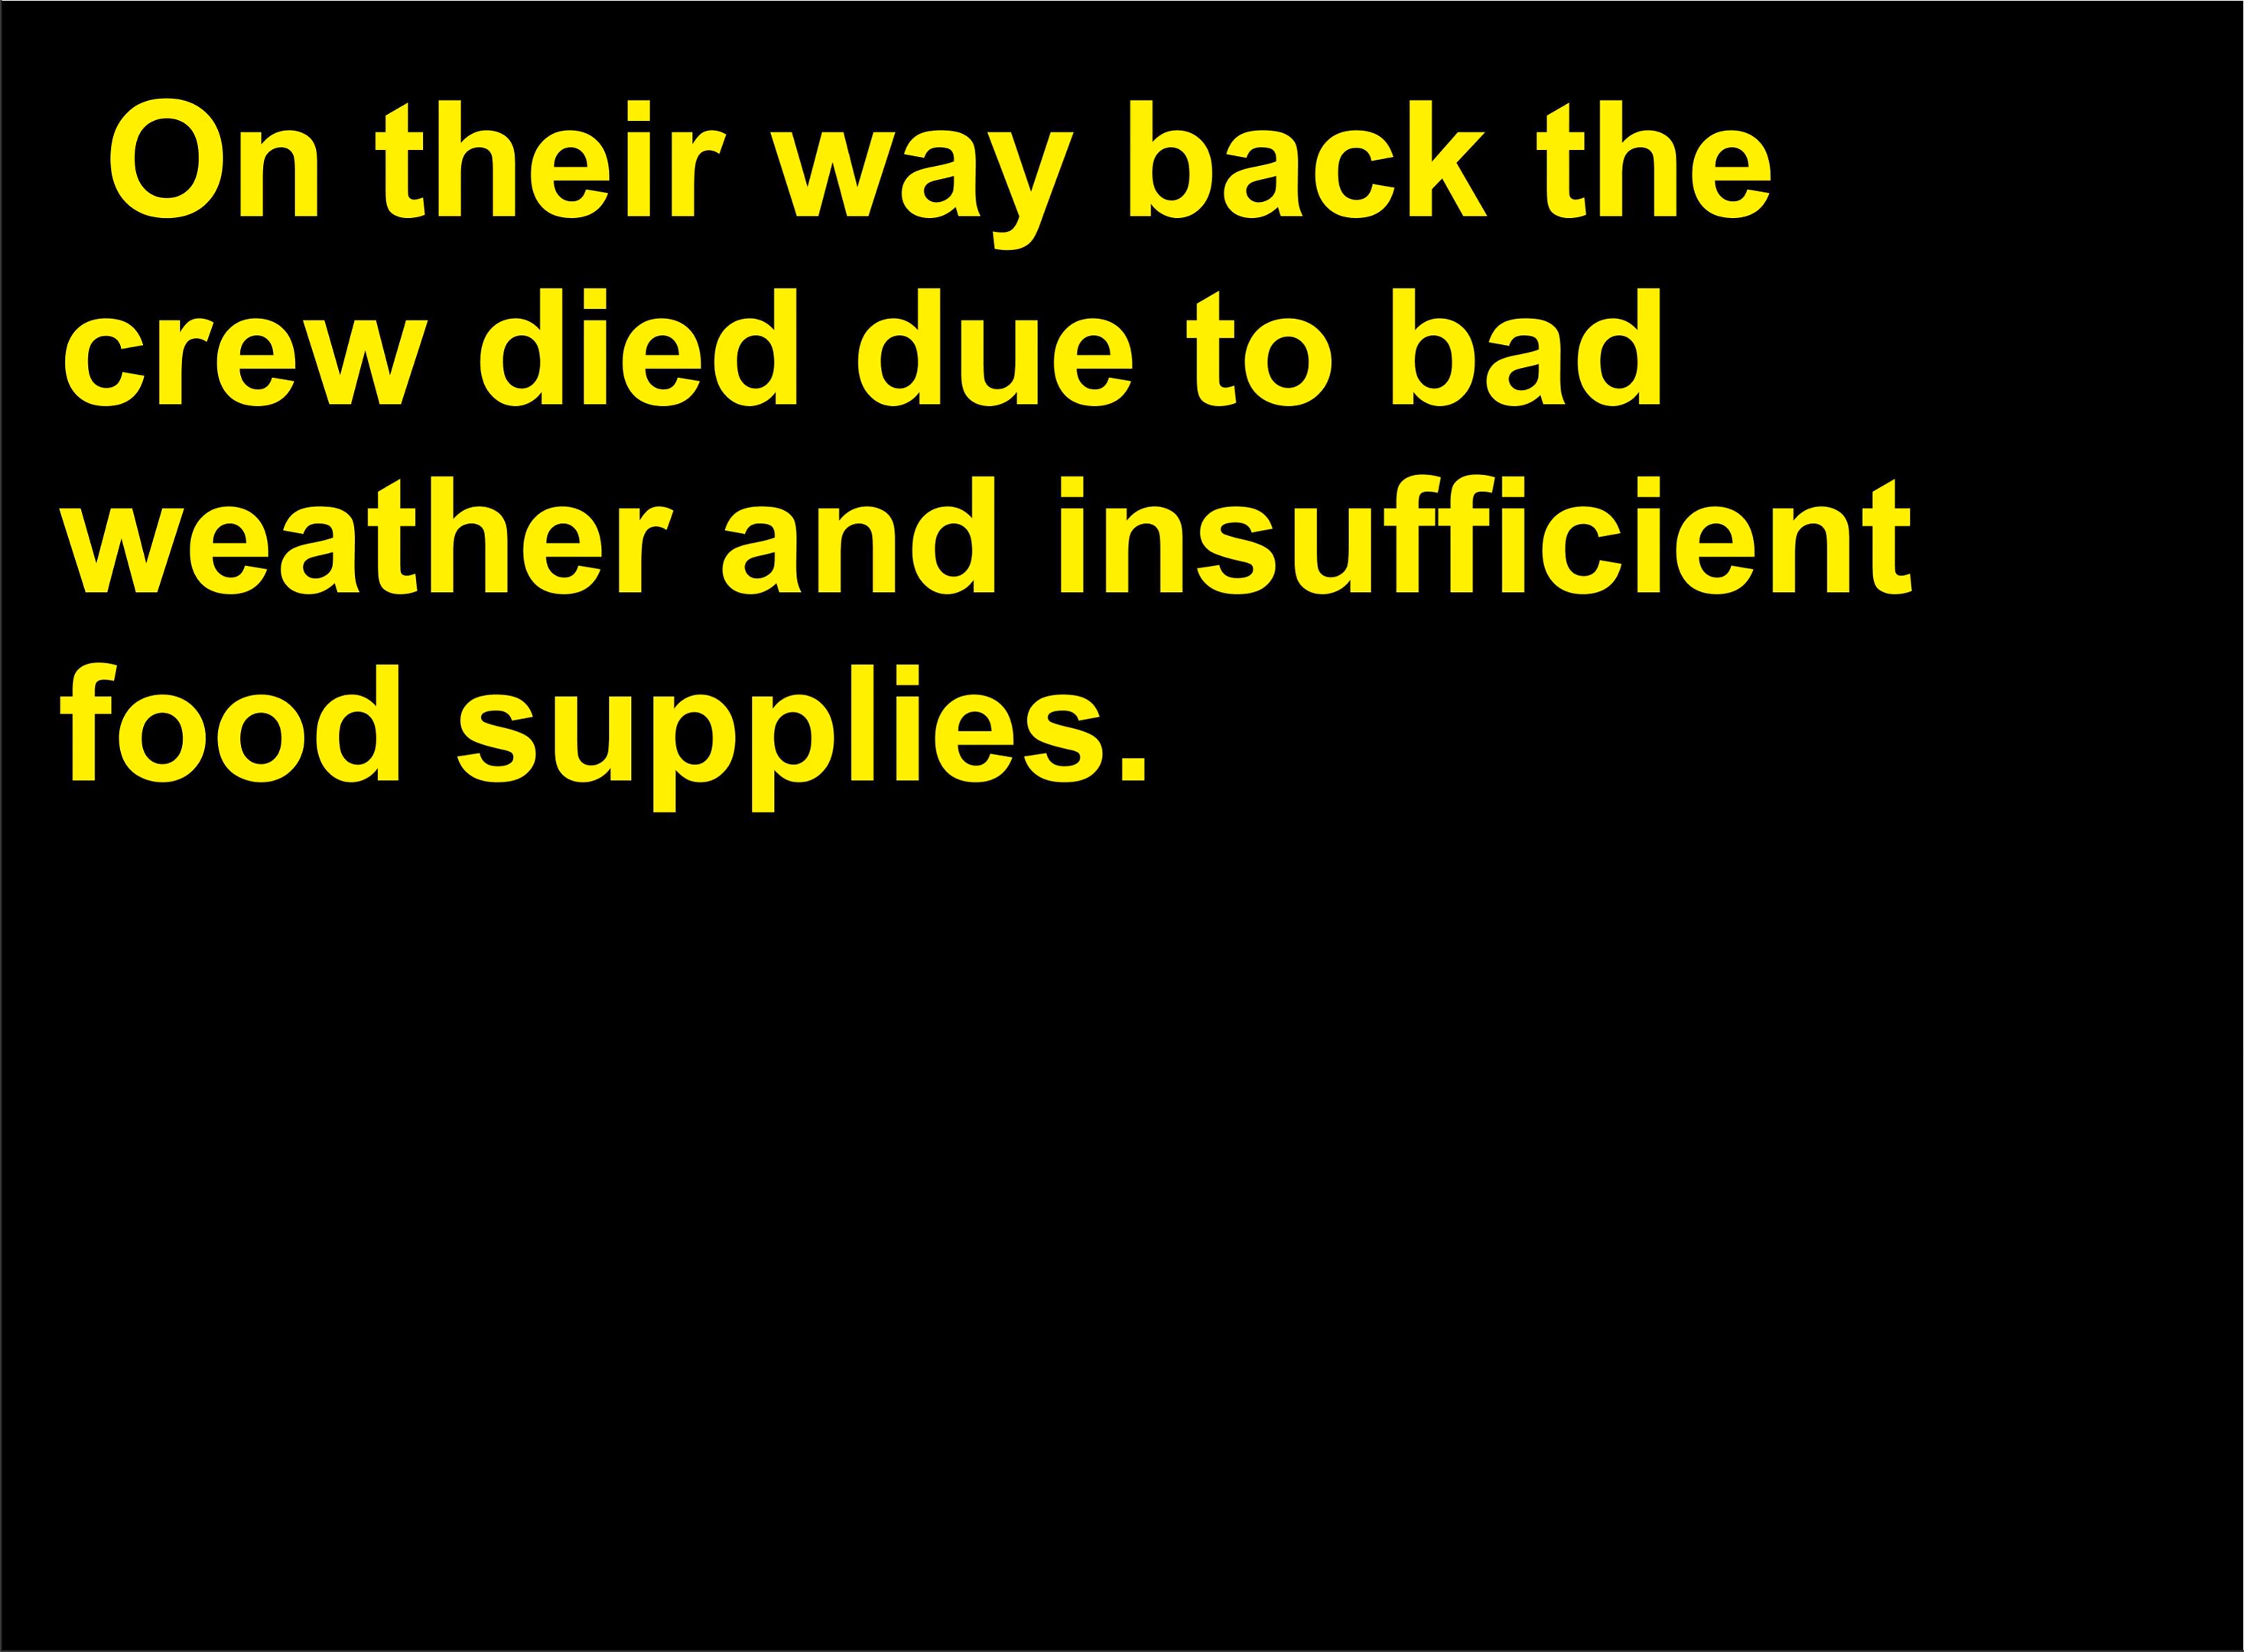 On their way back the
crew died due to bad
weather and insufficient
food supplies.